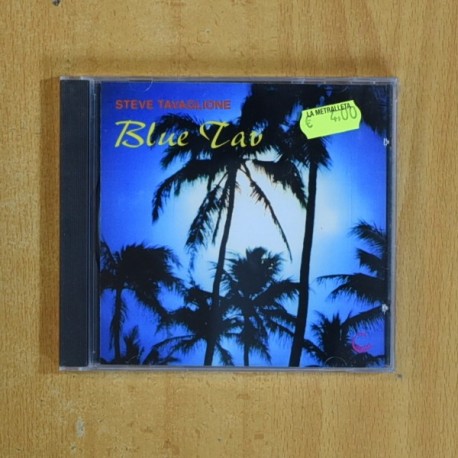 STEVE TAVAGLIONE
Blue Tav
LA METRALLETA
€ 4,00